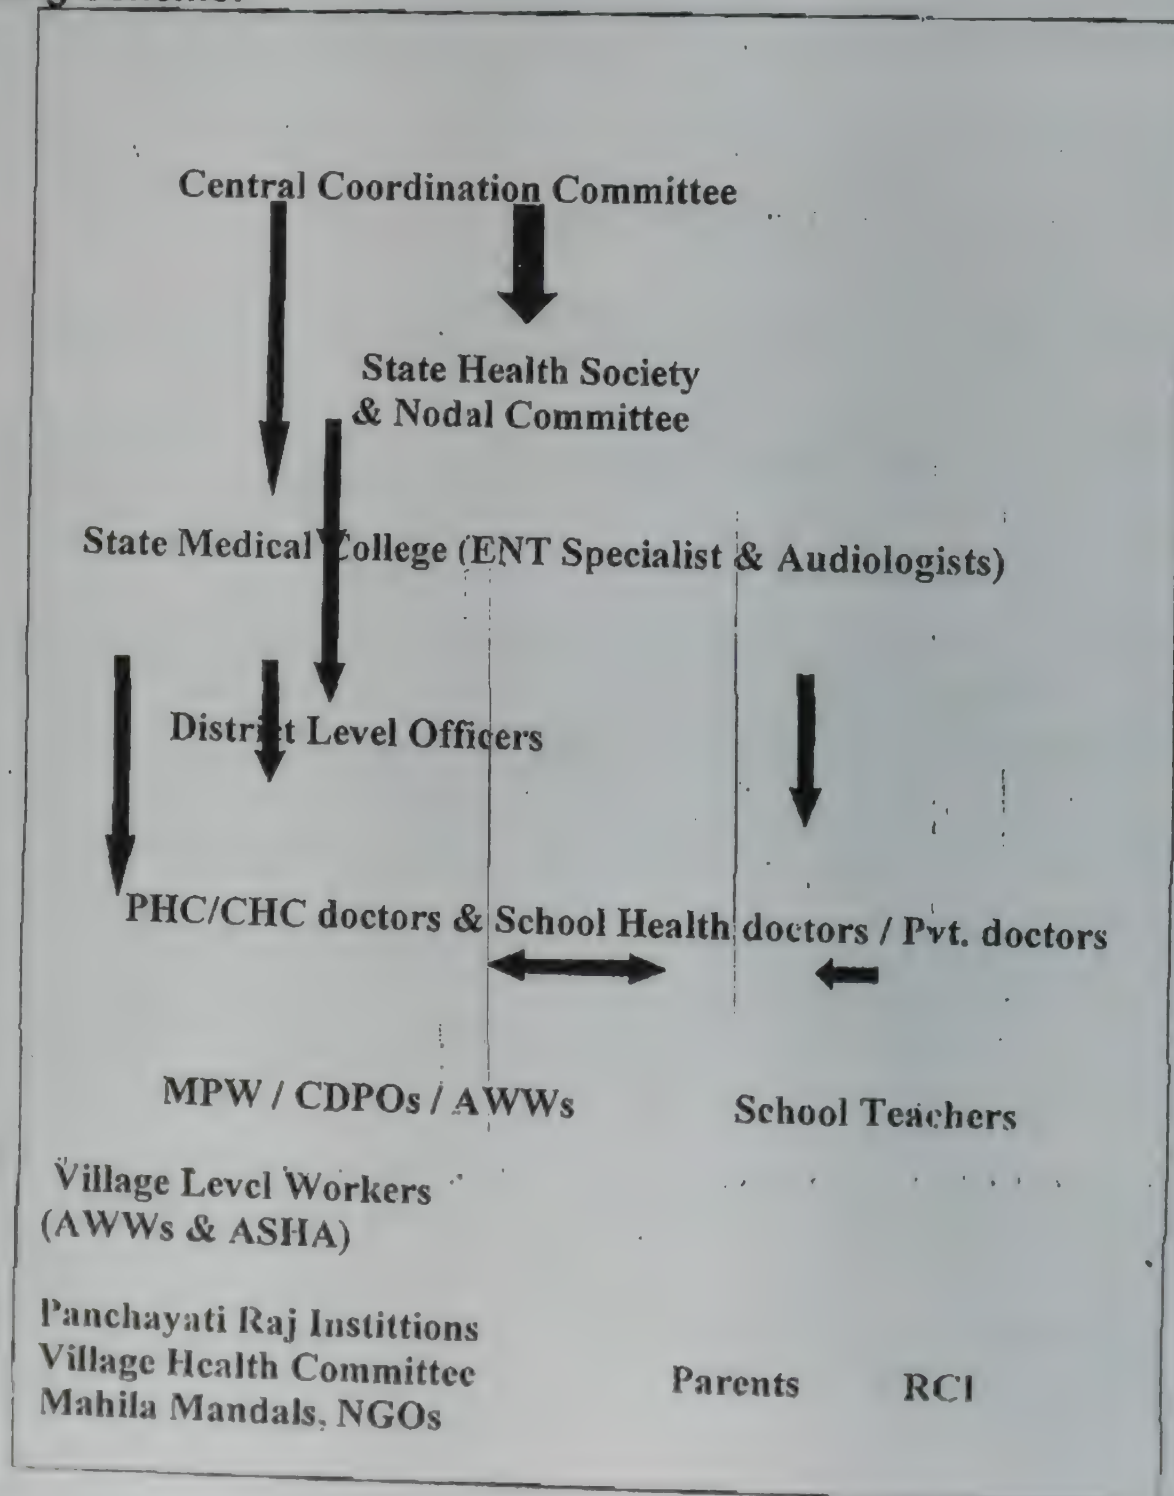 Central Coordination Committee
State Health Society
& Nodal Committee
State Medical College (ENT Specialist & Audiologists)
District Level Officers
PHC/CHC doctors & School Health doctors / Pvt. doctors
MPW / CDPOs / AWWs
School Teachers
Village Level Workers
(AWWs & ASHA)
Panchayati Raj Instittions
Village Health Committee
Mahila Mandals, NGOs
Parents
RCI